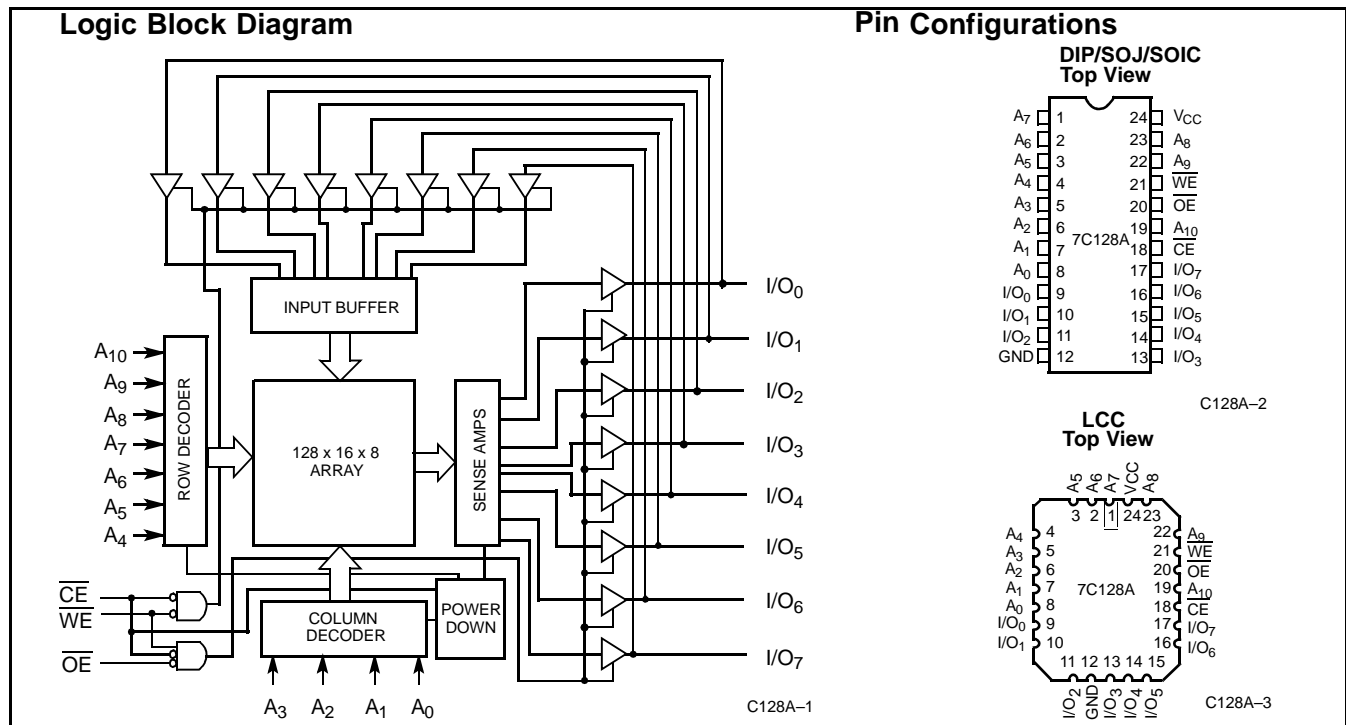 Logic Block Diagram
INPUT BUFFER
ROW DECODER
A10
A9
A8
A7
A6
A5
A4
128 x 16 x 8
ARRAY
SENSE AMPS
I/O0
I/O1
I/O2
I/O3
I/O4
I/O5
I/O6
I/O7
CE
WE
OE
COLUMN
DECODER
POWER
DOWN
A3 A2 A1 A0
C128A–1
Pin Configurations
DIP/SOJ/SOIC
Top View
A7 1 24 VCC
A6 2 23 A8
A5 3 22 A9
A4 4 21 WE
A3 5 20 OE
A2 6 19 A10
7C128A
A1 7 18 CE
A0 8 17 I/O7
I/O0 9 16 I/O6
I/O1 10 15 I/O5
I/O2 11 14 I/O4
GND 12 13 I/O3
C128A–2
LCC
Top View
A5 A6 A7 VCC A8
3 2 1 24 23
A4 4 22 A9
A3 5 21 WE
A2 6 20 OE
A1 7 7C128A 19 A10
A0 8 18 CE
I/O0 9 17 I/O7
I/O1 10 16 I/O6
11 12 13 14 15
I/O2 GND I/O3 I/O4 I/O5
C128A–3